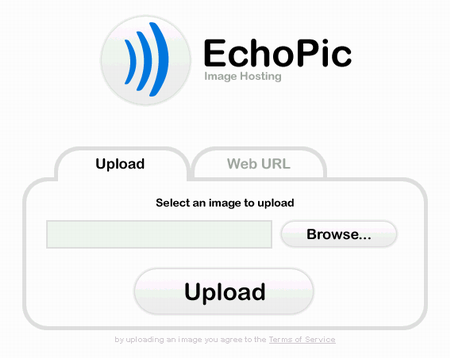 EchoPic
Image Hosting
Upload
Web URL
Select an image to upload
Browse...
Upload
by uploading an image you agree to the Terms of Service